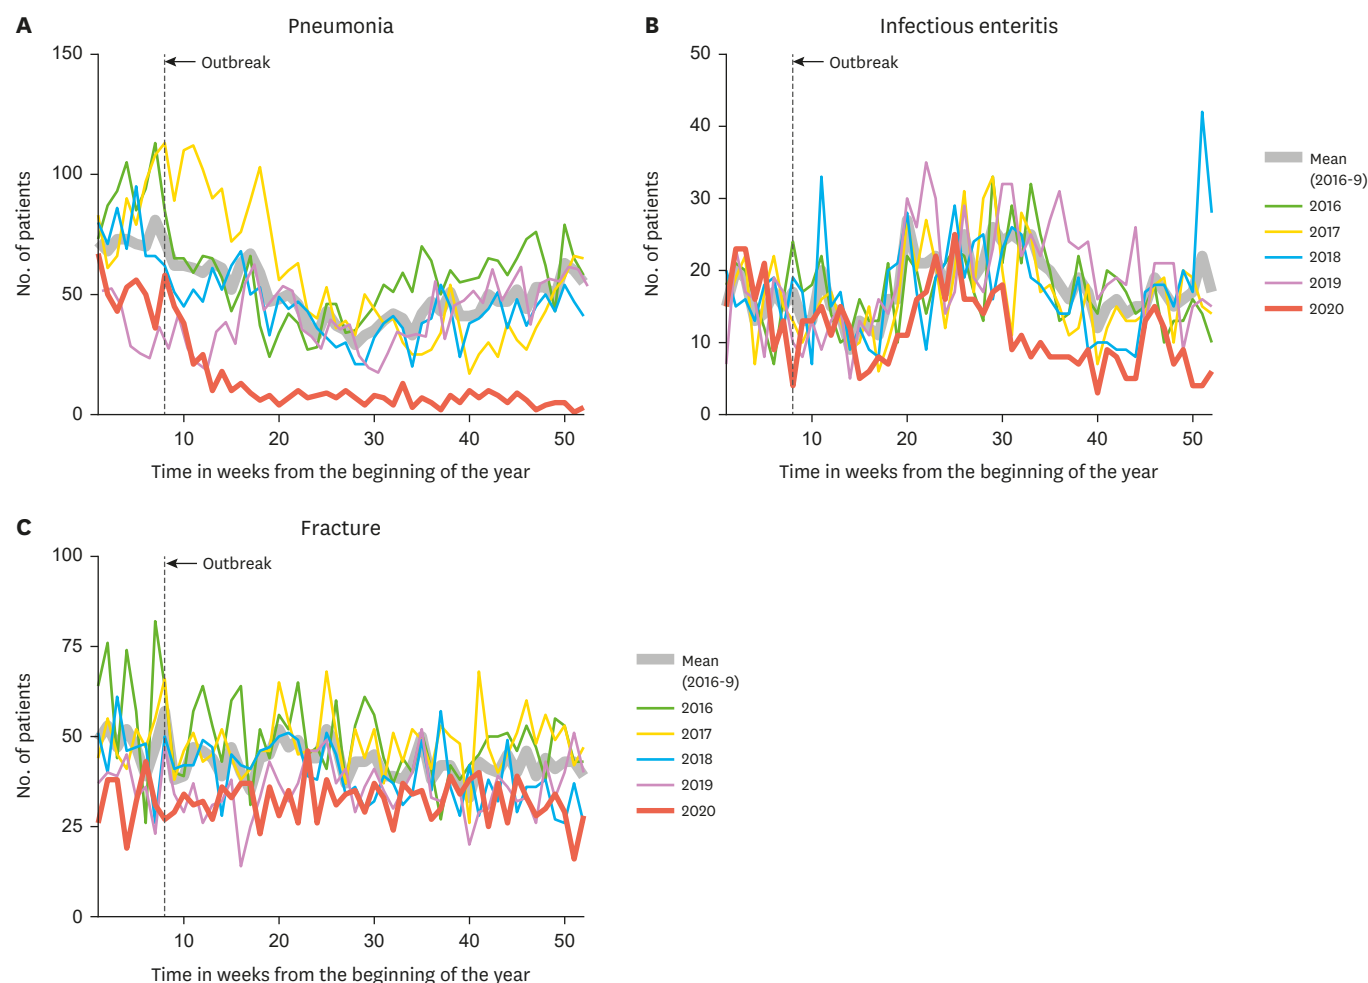 A
Pneumonia
150
100
50
0
No. of patients
Outbreak
10 20 30 40 50
Time in weeks from the beginning of the year
B
Infectious enteritis
50
40
30
20
10
0
No. of patients
Outbreak
10 20 30 40 50
Time in weeks from the beginning of the year
Mean
(2016-9)
2016
2017
2018
2019
2020
C
Fracture
100
75
50
25
0
No. of patients
Outbreak
10 20 30 40 50
Time in weeks from the beginning of the year
Mean
(2016-9)
2016
2017
2018
2019
2020